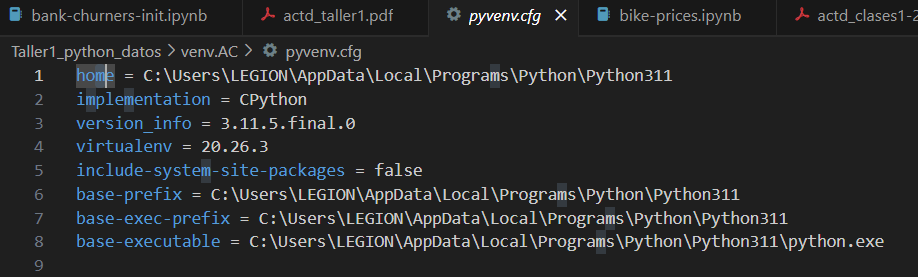 bank-churners-init.ipynb actd_taller1.pdf pyvenv.cfg bike-prices.ipynb actd_clases1-2
Taller1_python_datos > venv.AC > pyvenv.cfg
1 home = C:\Users\LEGION\AppData\Local\Programs\Python\Python311
2 implementation = CPython
3 version_info = 3.11.5.final.0
4 virtualenv = 20.26.3
5 include-system-site-packages = false
6 base-prefix = C:\Users\LEGION\AppData\Local\Programs\Python\Python311
7 base-exec-prefix = C:\Users\LEGION\AppData\Local\Programs\Python\Python311
8 base-executable = C:\Users\LEGION\AppData\Local\Programs\Python\Python311\python.exe
9